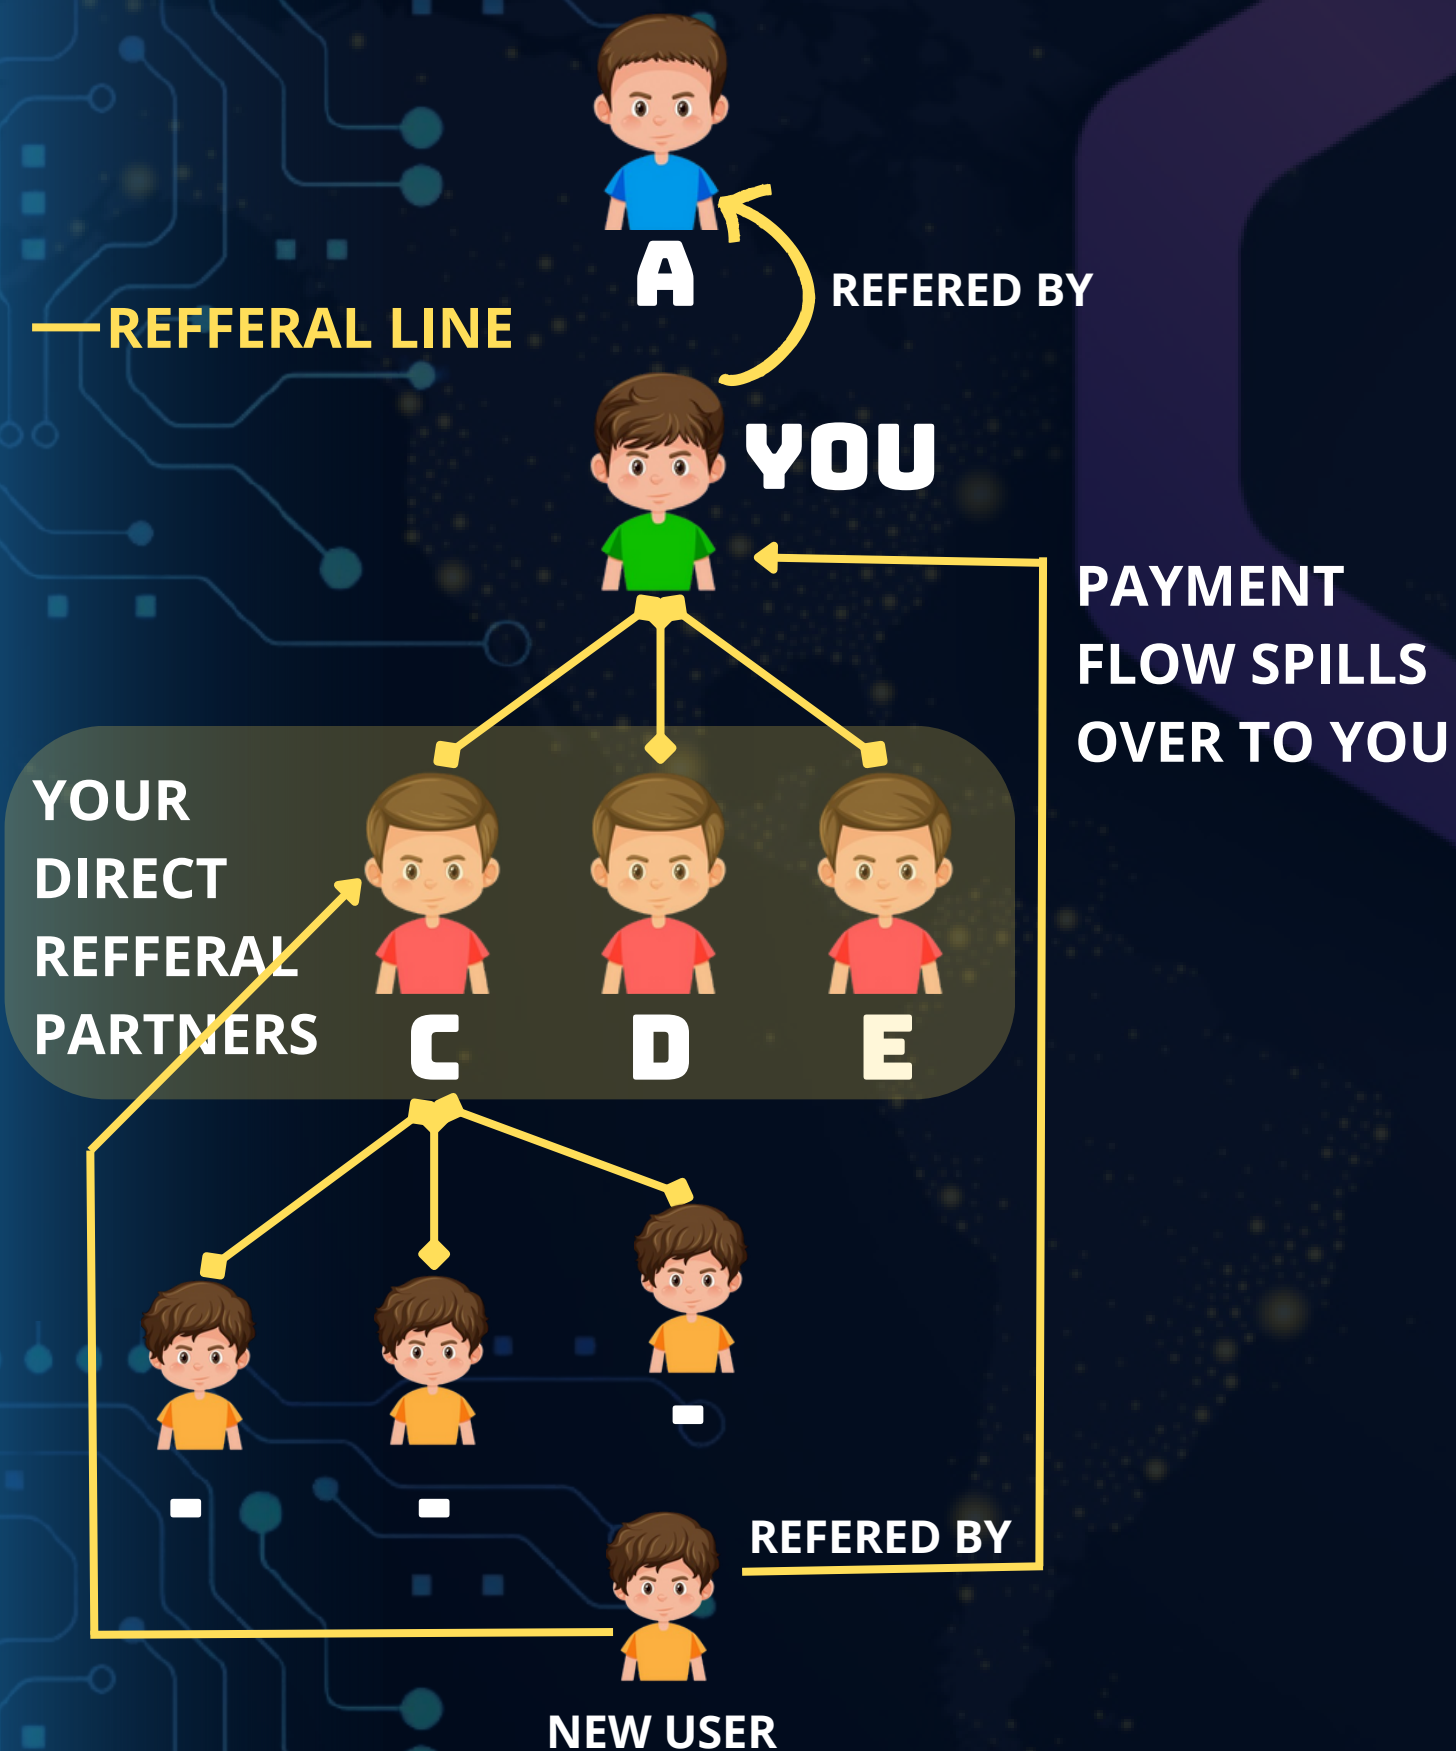 A
REFERED BY
REFFERAL LINE
YOU
PAYMENT
FLOW SPILLS
OVER TO YOU
YOUR
DIRECT
REFFERAL
PARTNERS
C D E
-
- -
REFERED BY
NEW USER